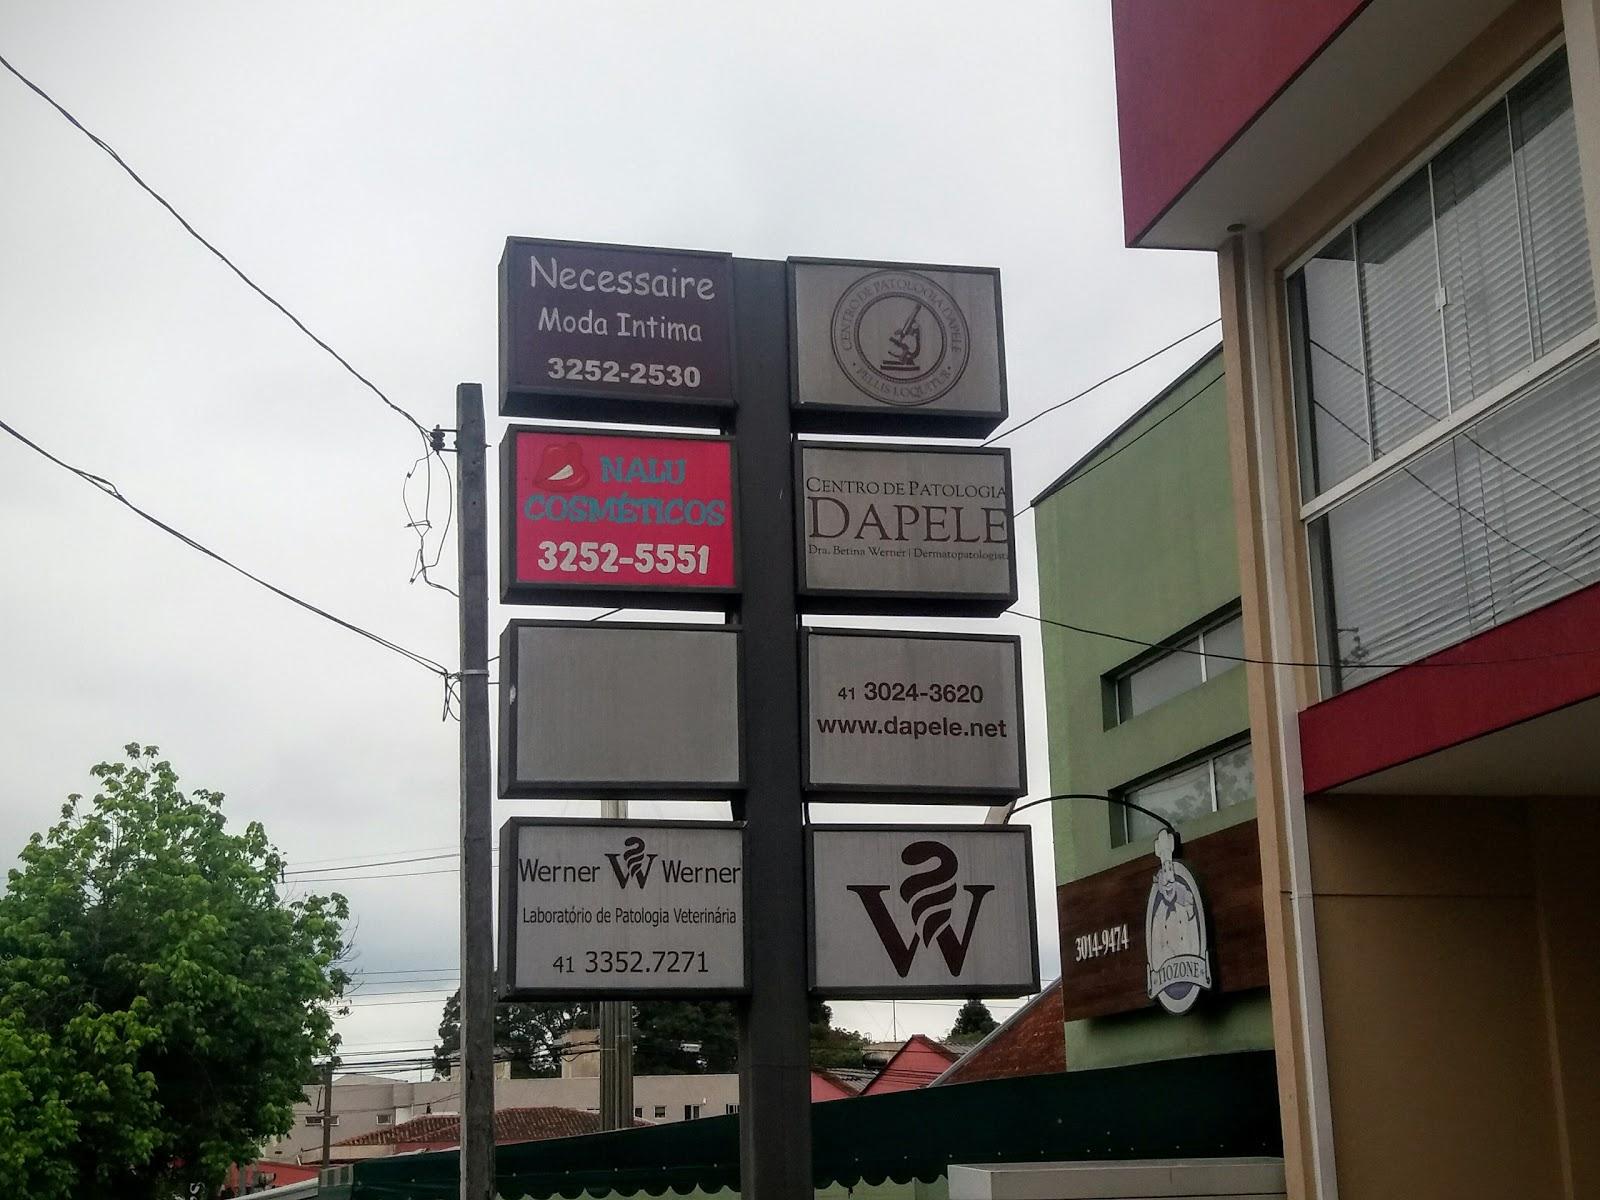 Necessaire
Moda Intima
3252-2530
CENTRO DE PATOLOGIA DAPELE
• PELLIS LOQUITUR •
NALU
COSMÉTICOS
3252-5551
CENTRO DE PATOLOGIA
DAPELE
Dra. Betina Werner | Dermatopatologista
41 3024-3620
www.dapele.net
Werner W Werner
Laboratório de Patologia Veterinária
41 3352.7271
W
3014-9474
TIOZONE